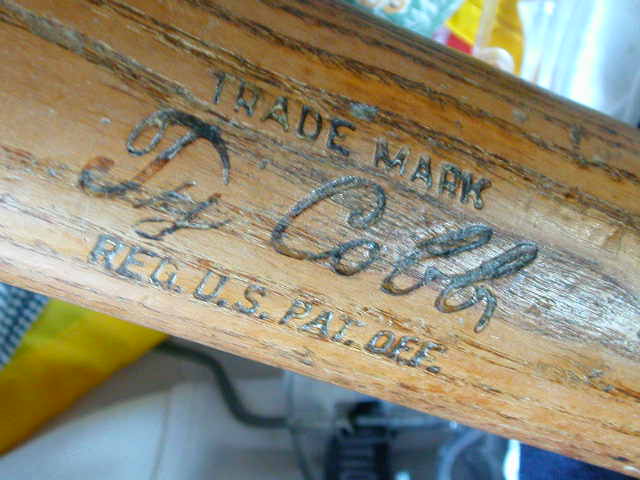 TRADE MARK
Ty Cobb
REG. U.S. PAT. OFF.